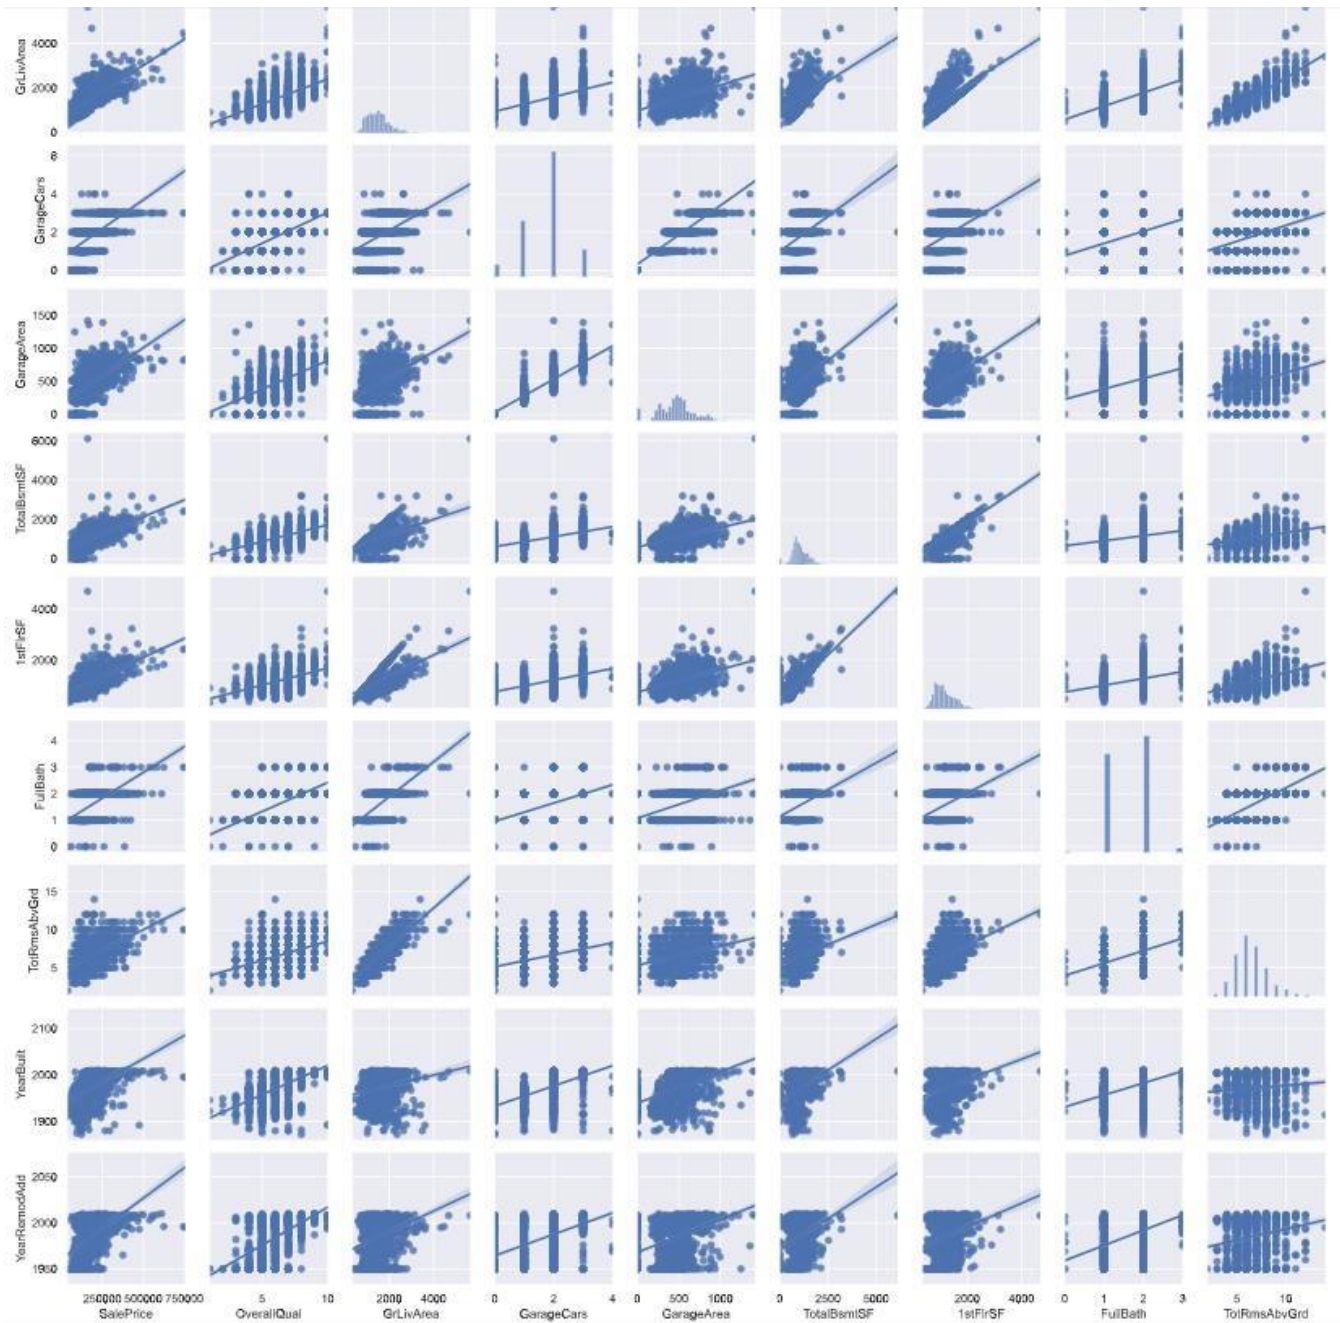 4000
2000
0
GrLivArea
6
4
2
0
GarageCars
1500
1000
500
0
GarageArea
6000
4000
2000
0
TotalBsmtSF
4000
2000
1stFlrSF
4
3
2
1
0
FullBath
15
10
5
TotRmsAbvGrd
2100
2000
1900
YearBuilt
2050
2000
1950
YearRemodAdd
250000 500000 750000 5 10 2000 4000 0 2 4 0 500 1000 0 2500 5000 2000 4000 0 1 2 3 5 10
SalePrice OverallQual GrLivArea GarageCars GarageArea TotalBsmtSF 1stFlrSF FullBath TotRmsAbvGrd